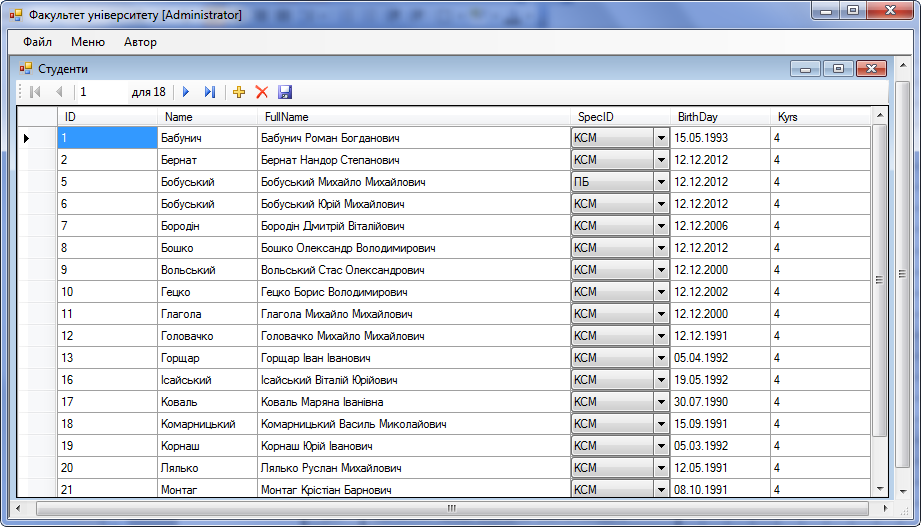 Факультет університету [Administrator]
Файл Меню Автор
Студенти
1 для 18
ID Name FullName SpecID BirthDay Kyrs
1 Бабунич Бабунич Роман Богданович КСМ 15.05.1993 4
2 Бернат Бернат Нандор Степанович КСМ 12.12.2012 4
5 Бобуський Бобуський Михайло Михайлович ПБ 12.12.2012 4
6 Бобуський Бобуський Юрій Михайлович КСМ 12.12.2012 4
7 Бородін Бородін Дмитрій Віталійович КСМ 12.12.2006 4
8 Бошко Бошко Олександр Володимирович КСМ 12.12.2012 4
9 Вольський Вольський Стас Олександрович КСМ 12.12.2000 4
10 Гецко Гецко Борис Володимирович КСМ 12.12.2002 4
11 Глагола Глагола Михайло Михайлович КСМ 12.12.2000 4
12 Головачко Головачко Михайло Михайлович КСМ 12.12.1991 4
13 Горщар Горщар Іван Іванович КСМ 05.04.1992 4
16 Ісайський Ісайський Віталій Юрійович КСМ 19.05.1992 4
17 Коваль Коваль Маряна Іванівна КСМ 30.07.1990 4
18 Комарницький Комарницький Василь Миколайович КСМ 15.09.1991 4
19 Корнаш Корнаш Юрій Іванович КСМ 05.03.1992 4
20 Лялько Лялько Руслан Михайлович КСМ 12.05.1991 4
21 Монтаг Монтаг Крістіан Барнович КСМ 08.10.1991 4